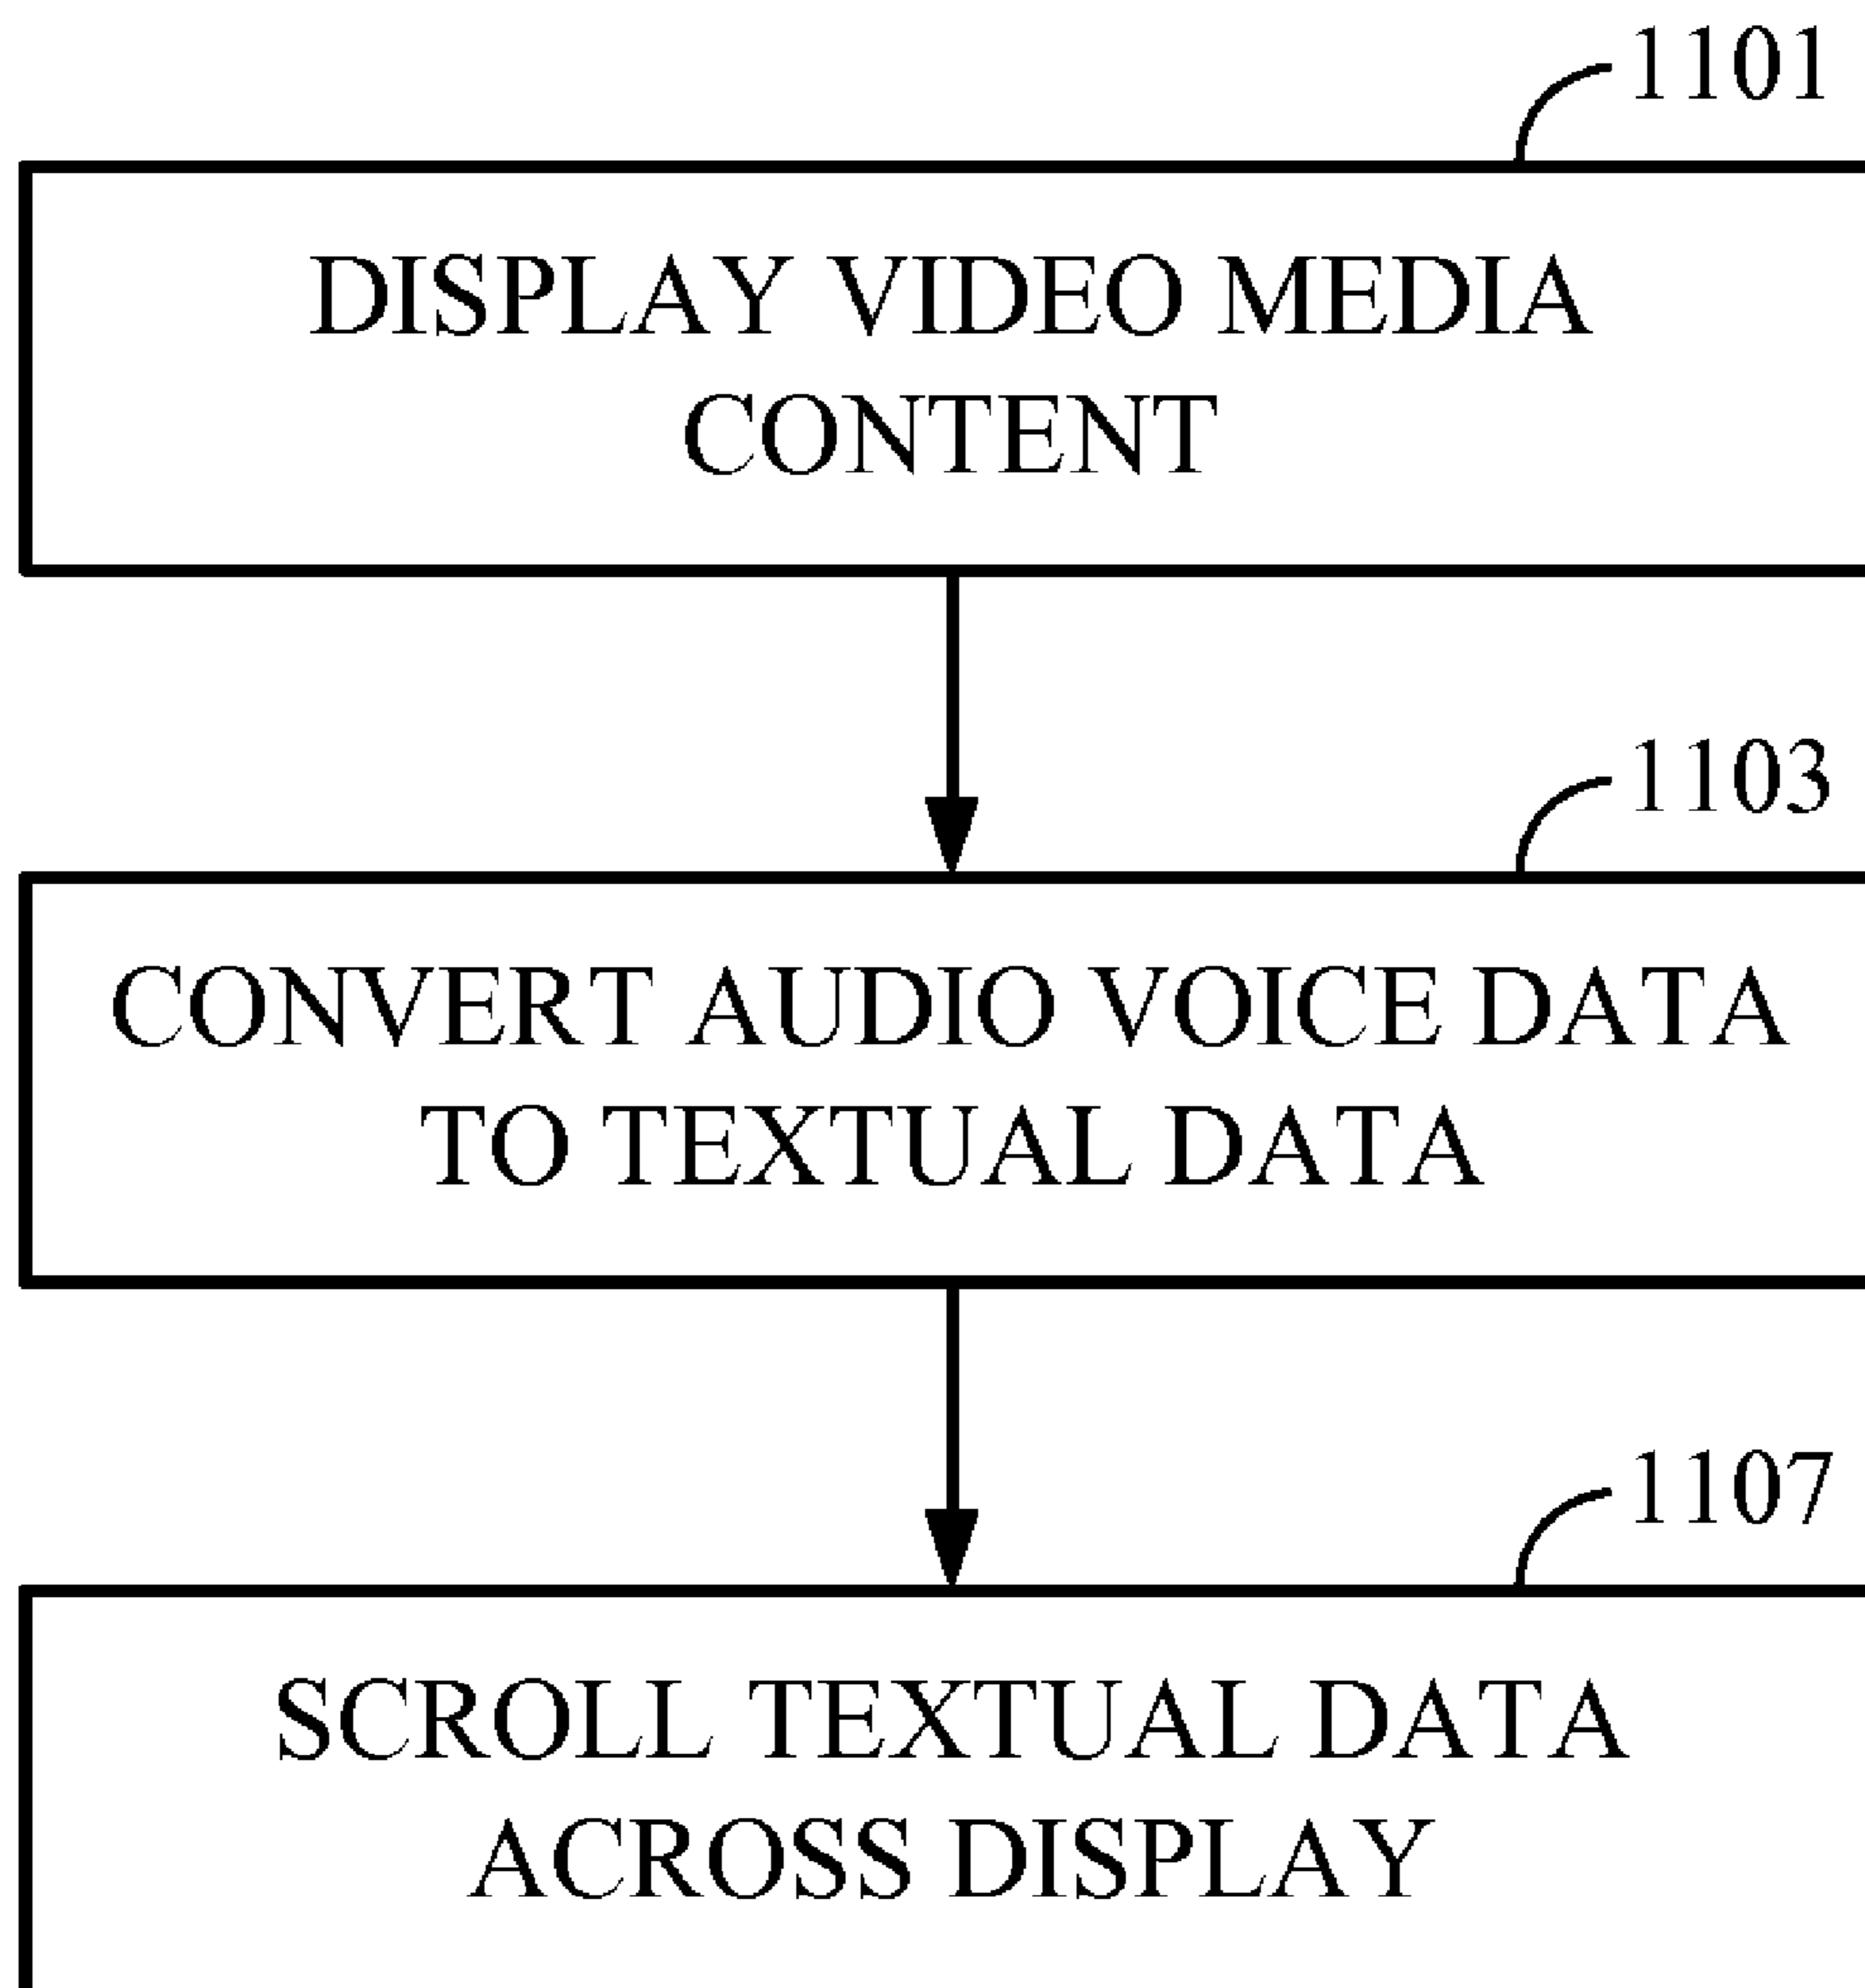 1101
DISPLAY VIDEO MEDIA
CONTENT
1103
CONVERT AUDIO VOICE DATA
TO TEXTUAL DATA
1107
SCROLL TEXTUAL DATA
ACROSS DISPLAY